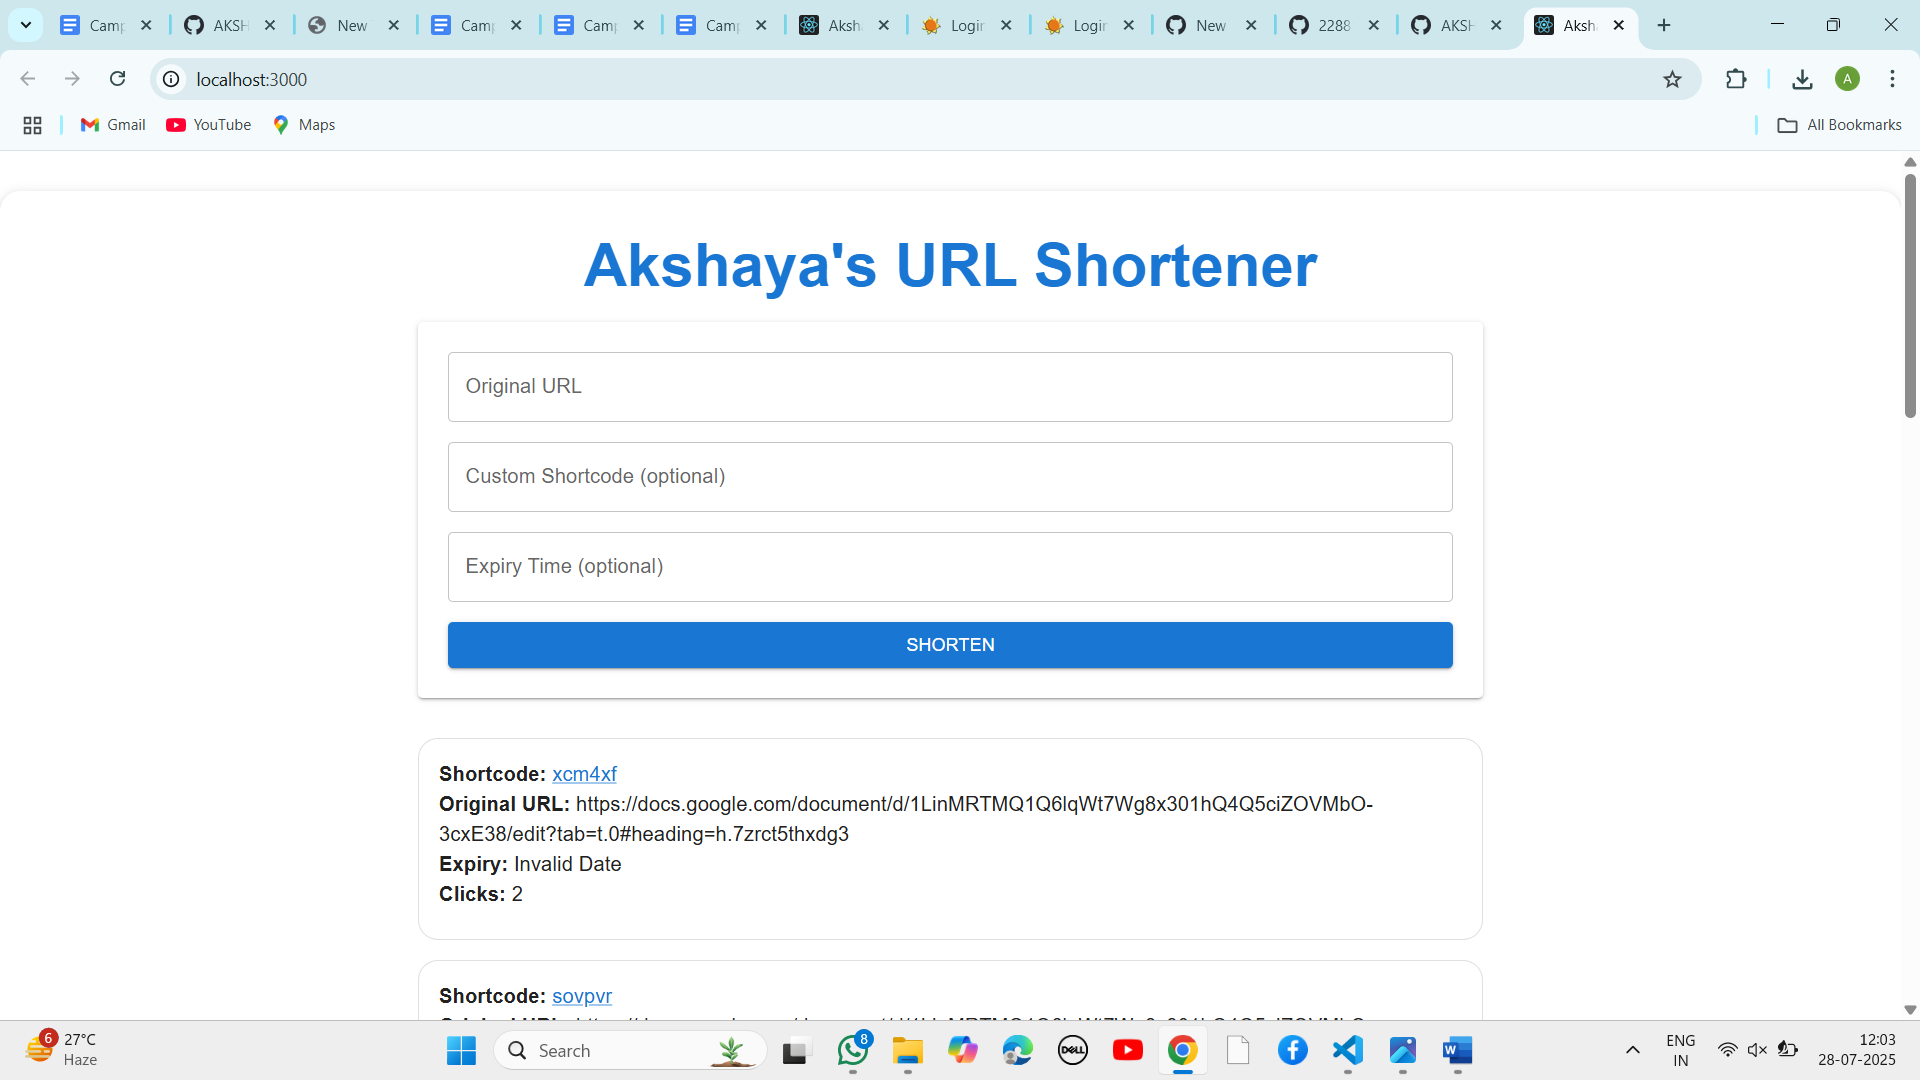 Camp AKSH New Camp Camp Camp Aksha Login Login New 2288 AKSH Aksha
localhost:3000
A
Gmail YouTube Maps All Bookmarks
Akshaya's URL Shortener
Original URL
Custom Shortcode (optional)
Expiry Time (optional)
SHORTEN
Shortcode: xcm4xf
Original URL: https://docs.google.com/document/d/1LinMRTMQ1Q6lqWt7Wg8x301hQ4Q5ciZOVMbO-
3cxE38/edit?tab=t.0#heading=h.7zrct5thxdg3
Expiry: Invalid Date
Clicks: 2
Shortcode: sovpvr
6 27°C
Haze
Search
8
DELL
W
ENG
IN
12:03
28-07-2025